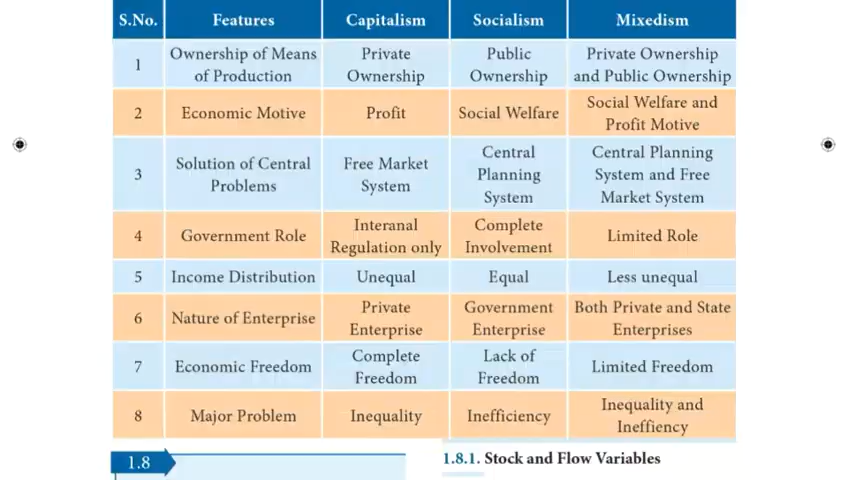 S.No. Features Capitalism Socialism Mixedism
1 Ownership of Means of Production Private Ownership Public Ownership Private Ownership and Public Ownership
2 Economic Motive Profit Social Welfare Social Welfare and Profit Motive
3 Solution of Central Problems Free Market System Central Planning System Central Planning System and Free Market System
4 Government Role Interanal Regulation only Complete Involvement Limited Role
5 Income Distribution Unequal Equal Less unequal
6 Nature of Enterprise Private Enterprise Government Enterprise Both Private and State Enterprises
7 Economic Freedom Complete Freedom Lack of Freedom Limited Freedom
8 Major Problem Inequality Inefficiency Inequality and Ineffiency
1.8
1.8.1. Stock and Flow Variables